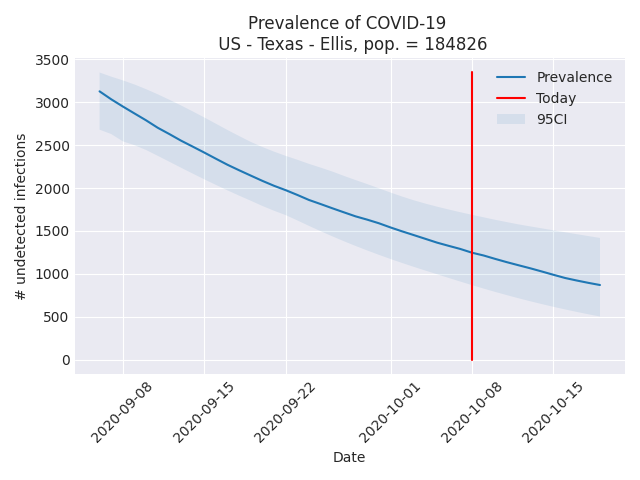 Prevalence of COVID-19
US - Texas - Ellis, pop. = 184826
Prevalence
Today
95CI
3500
3000
2500
2000
1500
1000
500
0
# undetected infections
2020-09-08
2020-09-15
2020-09-22
2020-10-01
2020-10-08
2020-10-15
Date